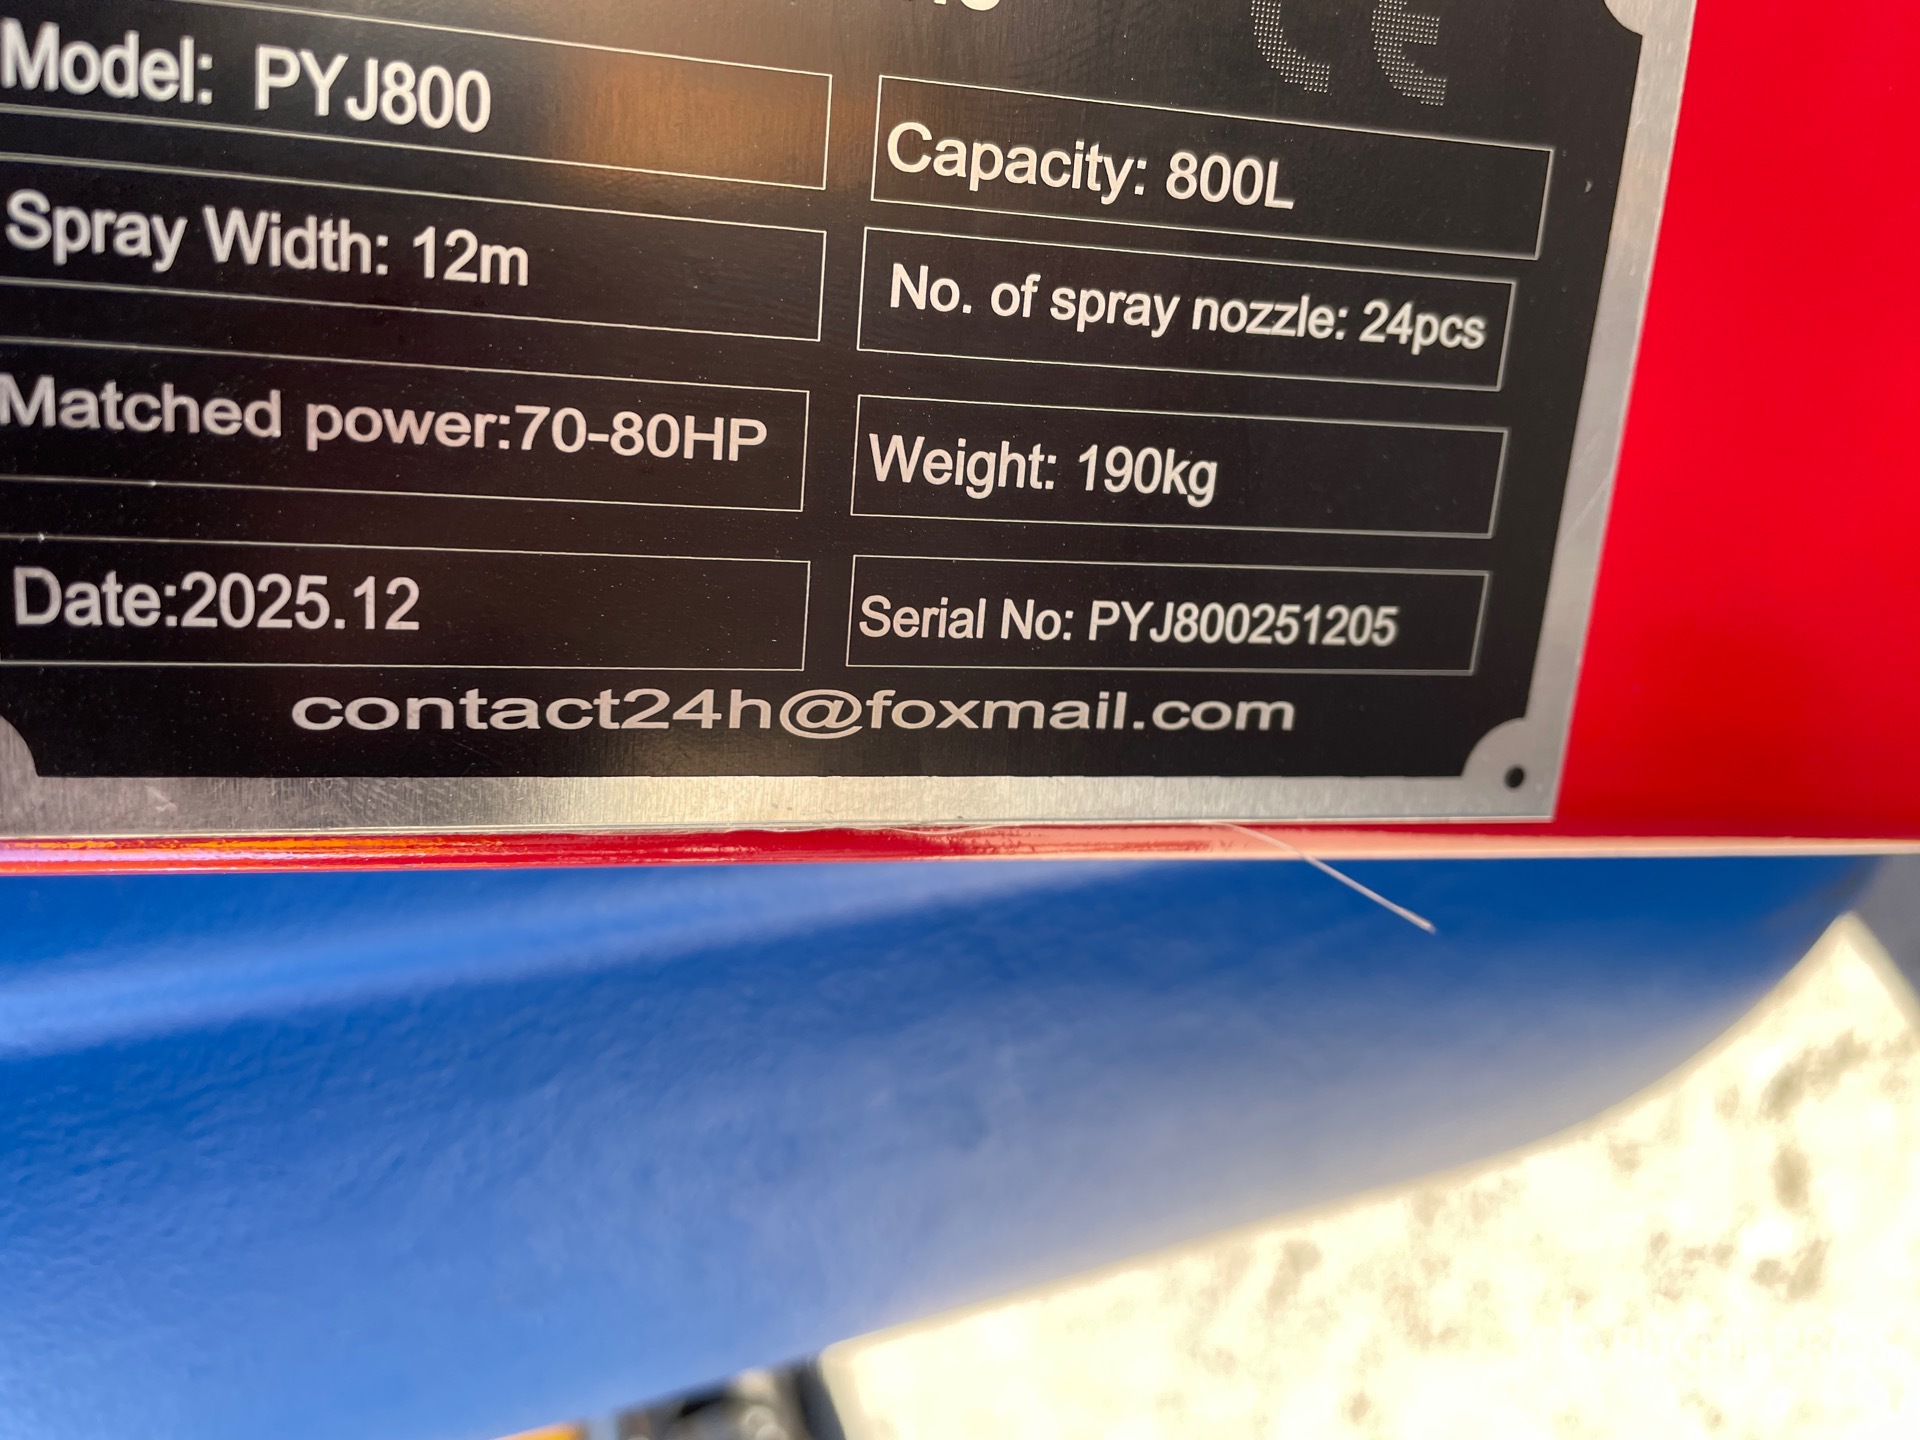 CE
Model: PYJ800
Capacity: 800L
Spray Width: 12m
No. of spray nozzle: 24pcs
Matched power:70-80HP
Weight: 190kg
Date:2025.12
Serial No: PYJ800251205
contact24h@foxmail.com